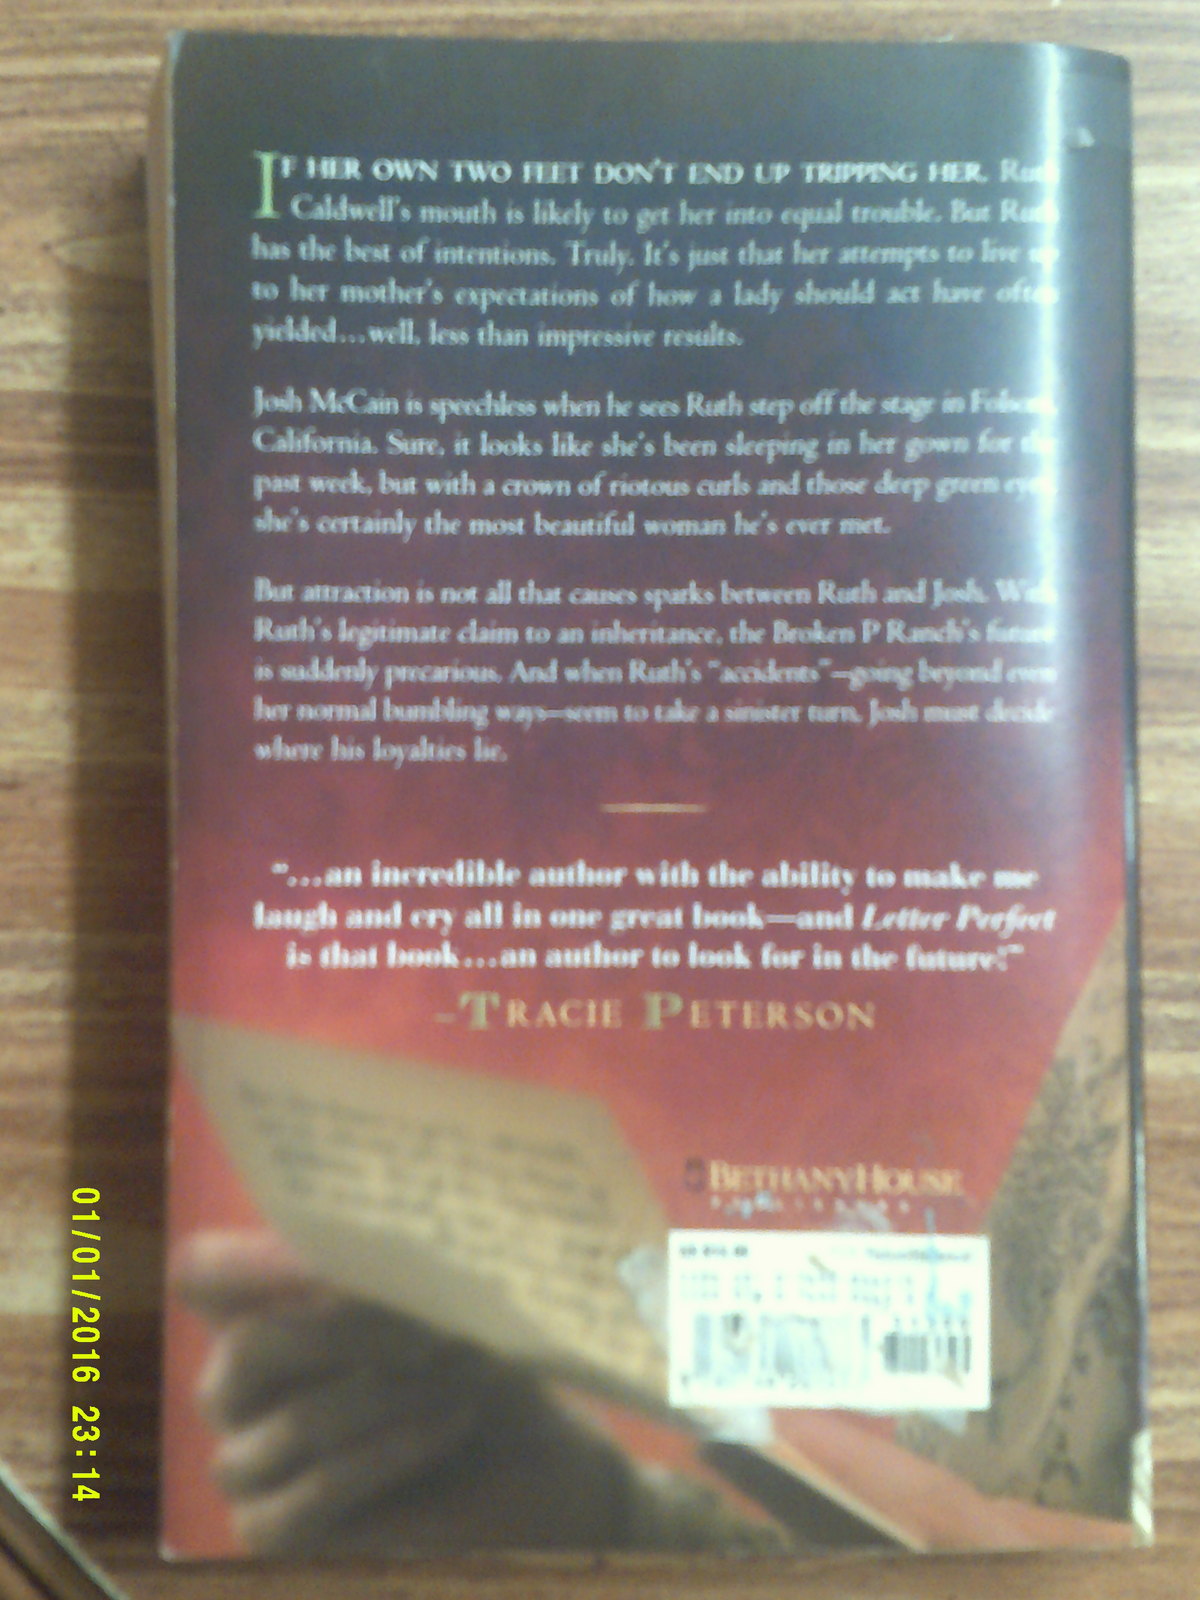 IF HER OWN TWO FEET DON'T END UP TRIPPING HER, Ruth
Caldwell's mouth is likely to get her into equal trouble. But Ruth
has the best of intentions. Truly. It's just that her attempts to live up
to her mother's expectations of how a lady should act have often
yielded...well, less than impressive results.
Josh McCain is speechless when he sees Ruth step off the stage in
California. Sure, it looks like she's been sleeping in her gown for the
past week, but with a crown of riotous curls and those deep green eyes,
she's certainly the most beautiful woman he's ever met.
But attraction is not all that causes sparks between Ruth and Josh. With
Ruth's legitimate claim to an inheritance, the Broken P Ranch's future
is suddenly precarious. And when Ruth's "accidents"—going beyond even
her normal bumbling ways—seem to take a sinister turn, Josh must decide
where his loyalties lie.
"...an incredible author with the ability to make me
laugh and cry all in one great book—and Letter Perfect
is that book...an author to look for in the future!"
–TRACIE PETERSON
BETHANYHOUSE
01/01/2016 23:14